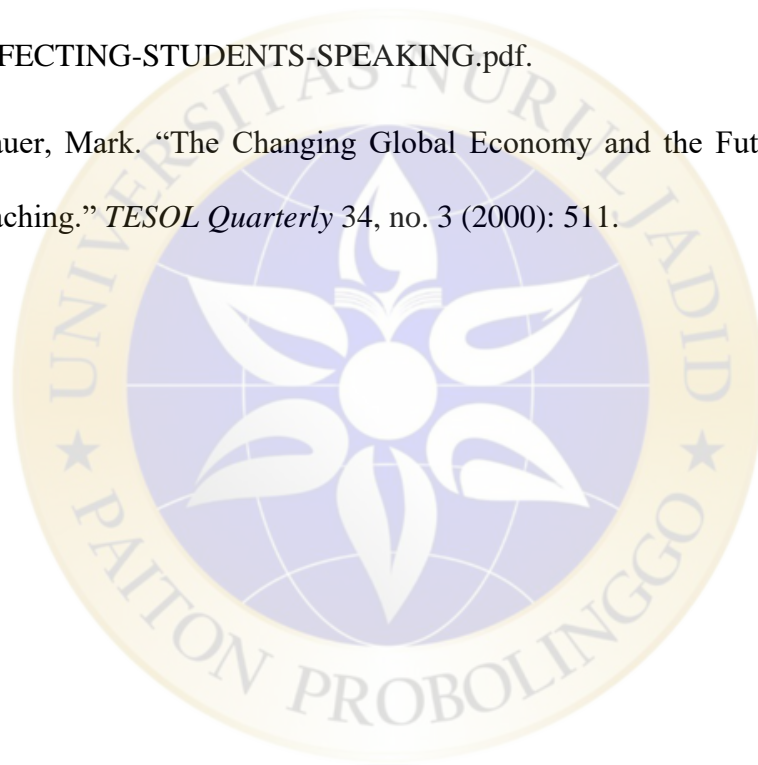 FECTING-STUDENTS-SPEAKING.pdf.
auer, Mark. “The Changing Global Economy and the Fut
aching.” TESOL Quarterly 34, no. 3 (2000): 511.
UNIVERSITAS NURUL JADID
★ PAITON PROBOLINGGO ★